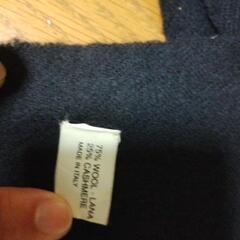 75% WOOL - LANA
25% CASHMERE
MADE IN ITALY